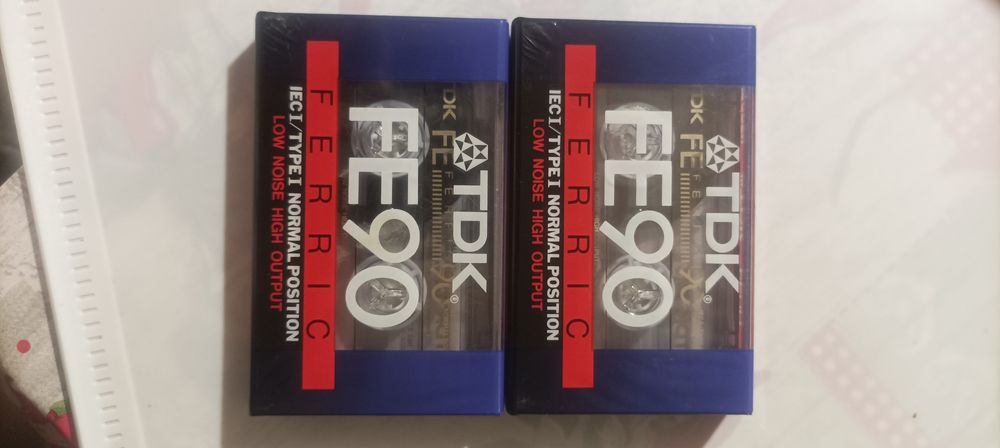 TDK®
FE90
FERRIC
IEC I/TYPE I NORMAL POSITION
LOW NOISE HIGH OUTPUT
TDK®
FE90
FERRIC
IEC I/TYPE I NORMAL POSITION
LOW NOISE HIGH OUTPUT